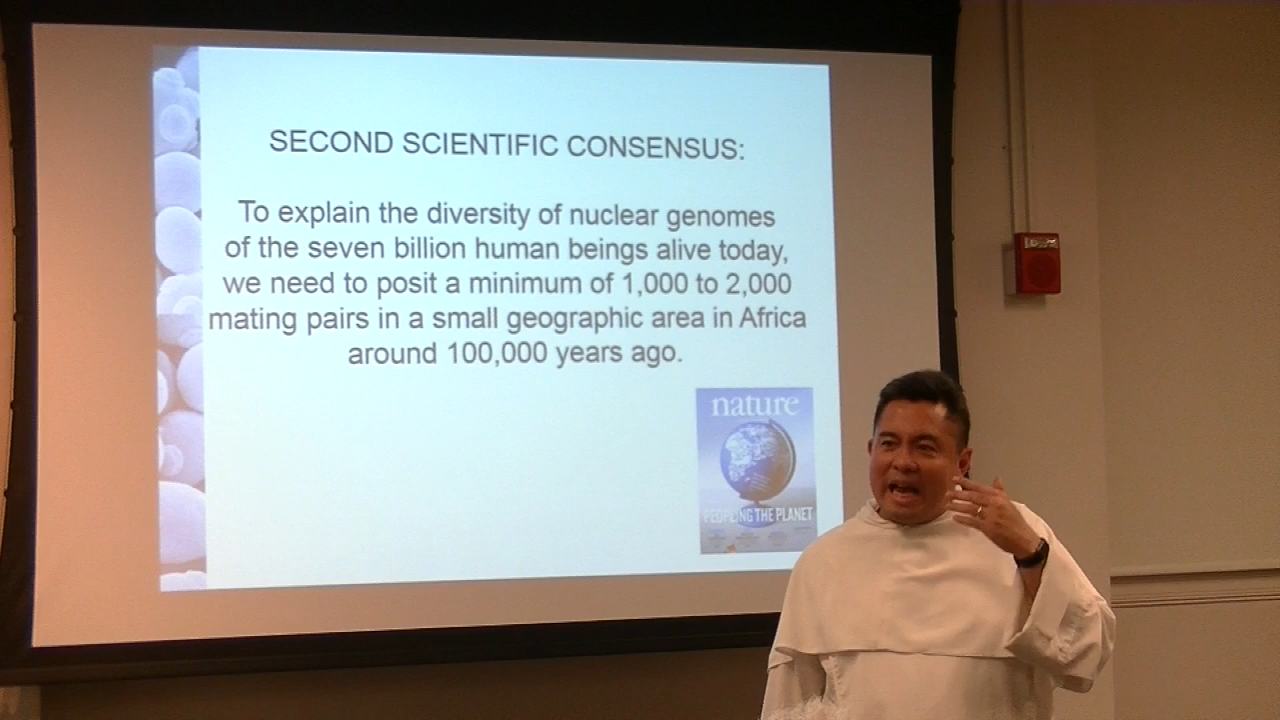 SECOND SCIENTIFIC CONSENSUS:
To explain the diversity of nuclear genomes
of the seven billion human beings alive today,
we need to posit a minimum of 1,000 to 2,000
mating pairs in a small geographic area in Africa
around 100,000 years ago.
nature
PEOPLING THE PLANET